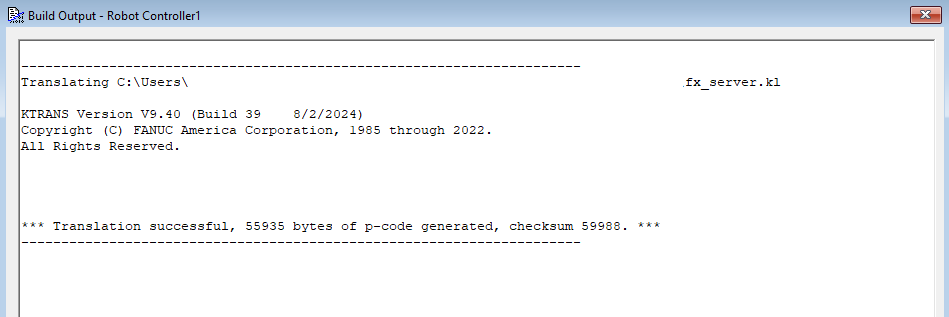 Build Output - Robot Controller1
----------------------------------------------------------------------
Translating C:\Users\ fx_server.kl
KTRANS Version V9.40 (Build 39    8/2/2024)
Copyright (C) FANUC America Corporation, 1985 through 2022.
All Rights Reserved.
*** Translation successful, 55935 bytes of p-code generated, checksum 59988. ***
----------------------------------------------------------------------